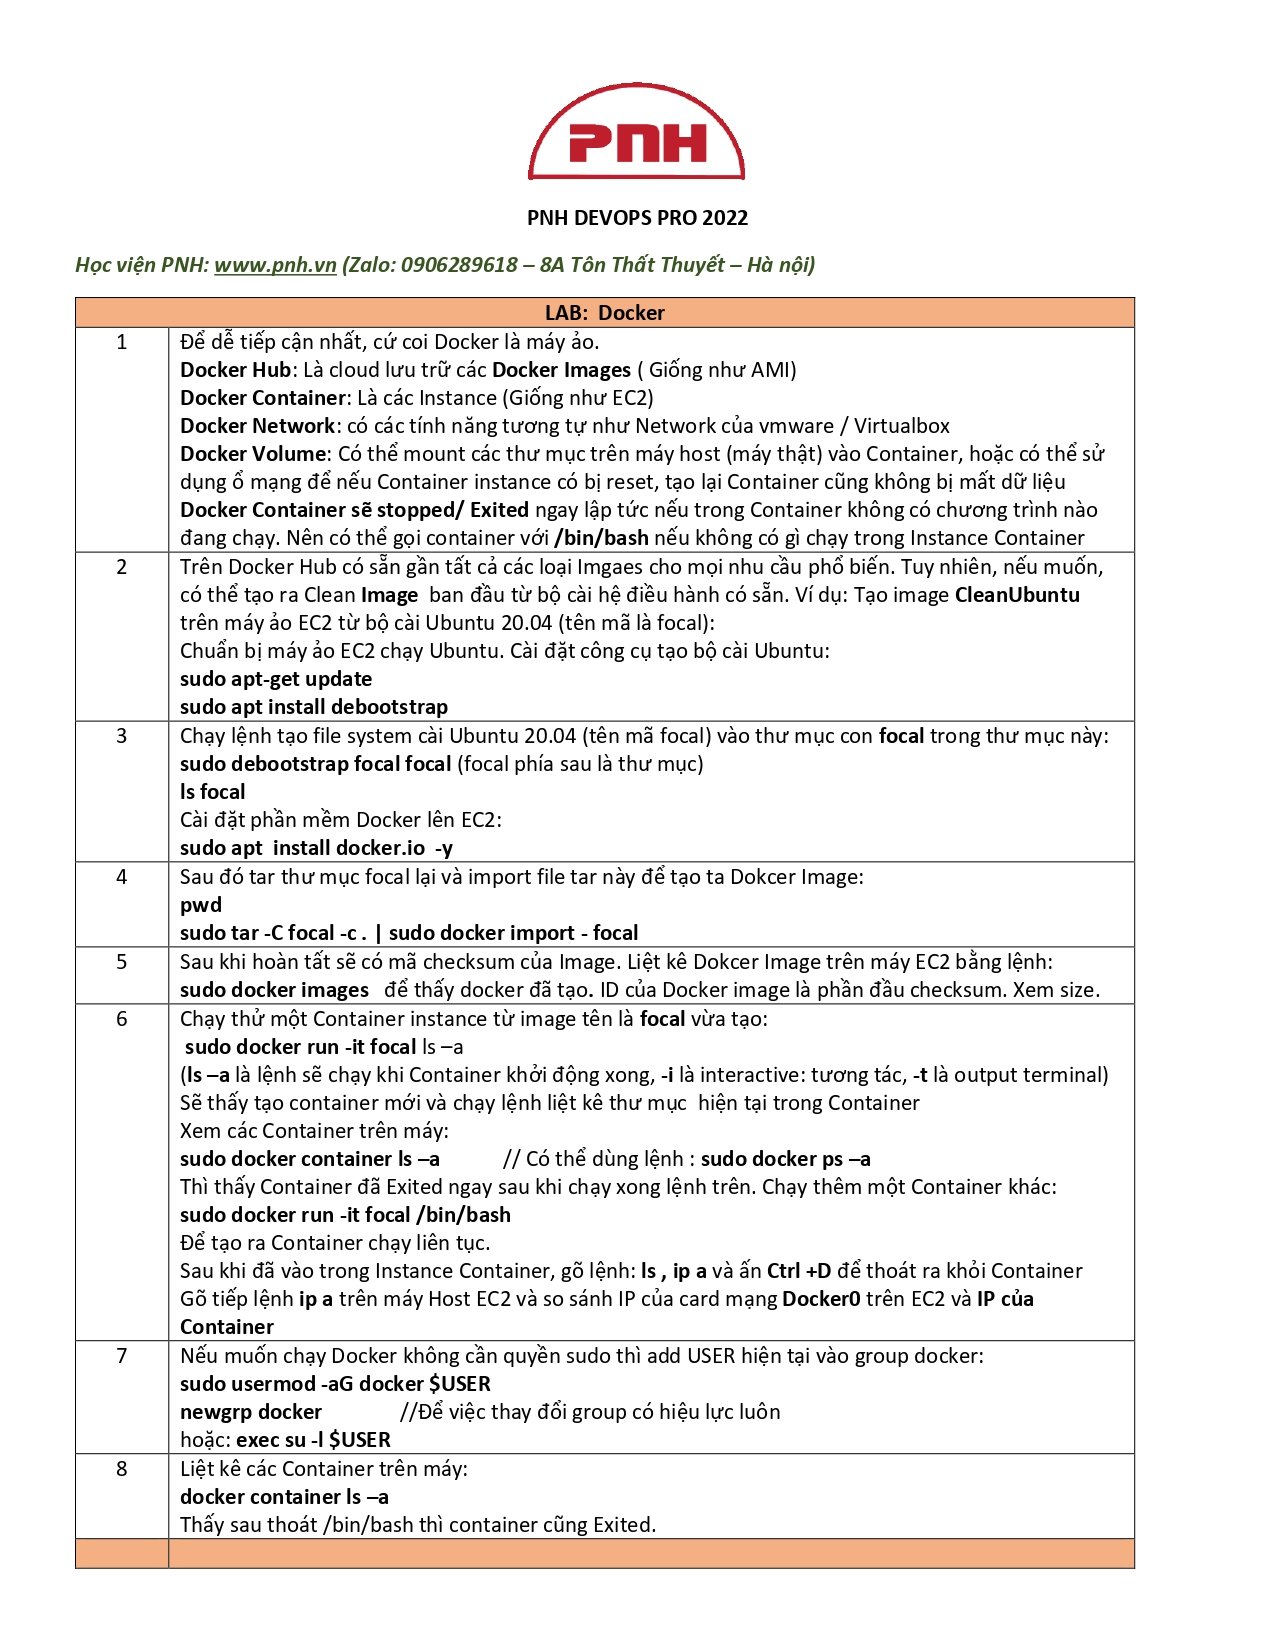 PNH
PNH DEVOPS PRO 2022
Học viện PNH: www.pnh.vn (Zalo: 0906289618 – 8A Tôn Thất Thuyết – Hà nội)
LAB:  Docker
1
Để dễ tiếp cận nhất, cứ coi Docker là máy ảo.
Docker Hub: Là cloud lưu trữ các Docker Images ( Giống như AMI)
Docker Container: Là các Instance (Giống như EC2)
Docker Network: có các tính năng tương tự như Network của vmware / Virtualbox
Docker Volume: Có thể mount các thư mục trên máy host (máy thật) vào Container, hoặc có thể sử
dụng ổ mạng để nếu Container instance có bị reset, tạo lại Container cũng không bị mất dữ liệu
Docker Container sẽ stopped/ Exited ngay lập tức nếu trong Container không có chương trình nào
đang chạy. Nên có thể gọi container với /bin/bash nếu không có gì chạy trong Instance Container
2
Trên Docker Hub có sẵn gần tất cả các loại Imgaes cho mọi nhu cầu phổ biến. Tuy nhiên, nếu muốn,
có thể tạo ra Clean Image  ban đầu từ bộ cài hệ điều hành có sẵn. Ví dụ: Tạo image CleanUbuntu
trên máy ảo EC2 từ bộ cài Ubuntu 20.04 (tên mã là focal):
Chuẩn bị máy ảo EC2 chạy Ubuntu. Cài đặt công cụ tạo bộ cài Ubuntu:
sudo apt-get update
sudo apt install debootstrap
3
Chạy lệnh tạo file system cài Ubuntu 20.04 (tên mã focal) vào thư mục con focal trong thư mục này:
sudo debootstrap focal focal (focal phía sau là thư mục)
ls focal
Cài đặt phần mềm Docker lên EC2:
sudo apt  install docker.io  -y
4
Sau đó tar thư mục focal lại và import file tar này để tạo ta Dokcer Image:
pwd
sudo tar -C focal -c . | sudo docker import - focal
5
Sau khi hoàn tất sẽ có mã checksum của Image. Liệt kê Dokcer Image trên máy EC2 bằng lệnh:
sudo docker images   để thấy docker đã tạo. ID của Docker image là phần đầu checksum. Xem size.
6
Chạy thử một Container instance từ image tên là focal vừa tạo:
sudo docker run -it focal ls –a
(ls –a là lệnh sẽ chạy khi Container khởi động xong, -i là interactive: tương tác, -t là output terminal)
Sẽ thấy tạo container mới và chạy lệnh liệt kê thư mục  hiện tại trong Container
Xem các Container trên máy:
sudo docker container ls –a          // Có thể dùng lệnh : sudo docker ps –a
Thì thấy Container đã Exited ngay sau khi chạy xong lệnh trên. Chạy thêm một Container khác:
sudo docker run -it focal /bin/bash
Để tạo ra Container chạy liên tục.
Sau khi đã vào trong Instance Container, gõ lệnh: ls , ip a và ấn Ctrl +D để thoát ra khỏi Container
Gõ tiếp lệnh ip a trên máy Host EC2 và so sánh IP của card mạng Docker0 trên EC2 và IP của
Container
7
Nếu muốn chạy Docker không cần quyền sudo thì add USER hiện tại vào group docker:
sudo usermod -aG docker $USER
newgrp docker             //Để việc thay đổi group có hiệu lực luôn
hoặc: exec su -l $USER
8
Liệt kê các Container trên máy:
docker container ls –a
Thấy sau thoát /bin/bash thì container cũng Exited.